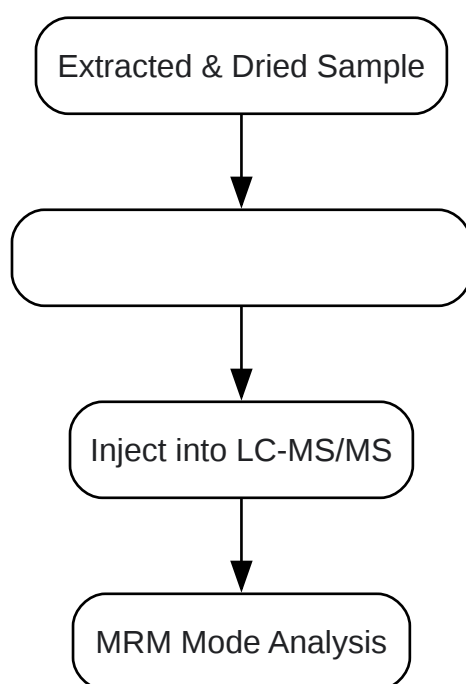 Extracted & Dried Sample
Inject into LC-MS/MS
MRM Mode Analysis